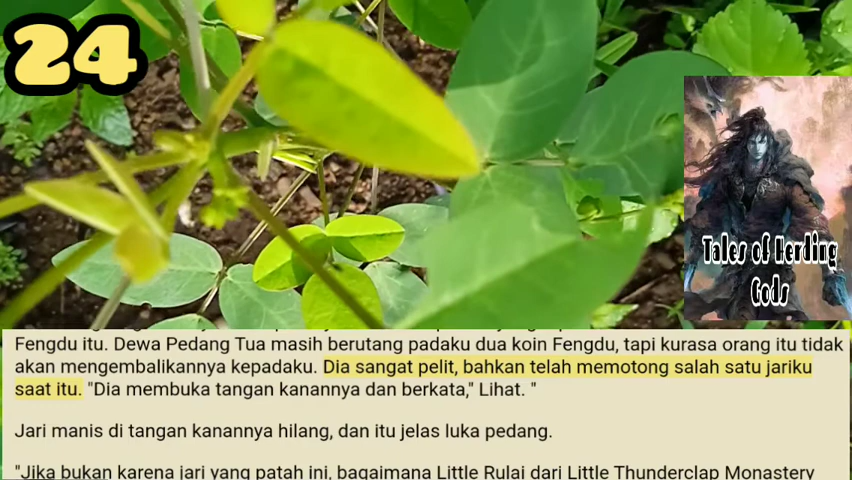 24
Tales of Herding
Gods
Fengdu itu. Dewa Pedang Tua masih berutang padaku dua koin Fengdu, tapi kurasa orang itu tidak
akan mengembalikannya kepadaku. Dia sangat pelit, bahkan telah memotong salah satu jariku
saat itu. "Dia membuka tangan kanannya dan berkata," Lihat. "
Jari manis di tangan kanannya hilang, dan itu jelas luka pedang.
"Jika bukan karena jari yang patah ini, bagaimana Little Rulai dari Little Thunderclap Monastery